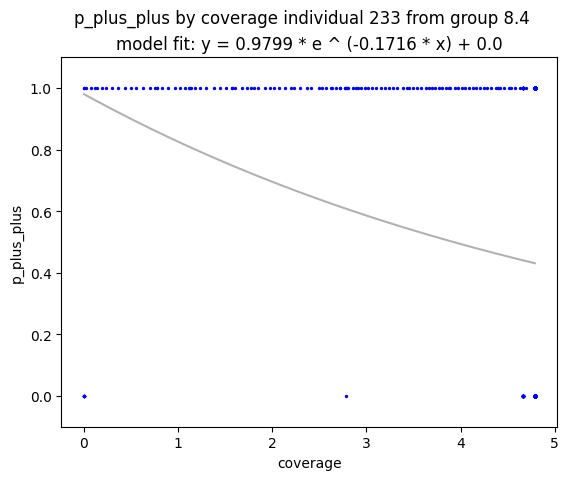 p_plus_plus by coverage individual 233 from group 8.4
model fit: y = 0.9799 * e ^ (-0.1716 * x) + 0.0
1.0
0.8
0.6
0.4
0.2
0.0
p_plus_plus
0 1 2 3 4 5
coverage